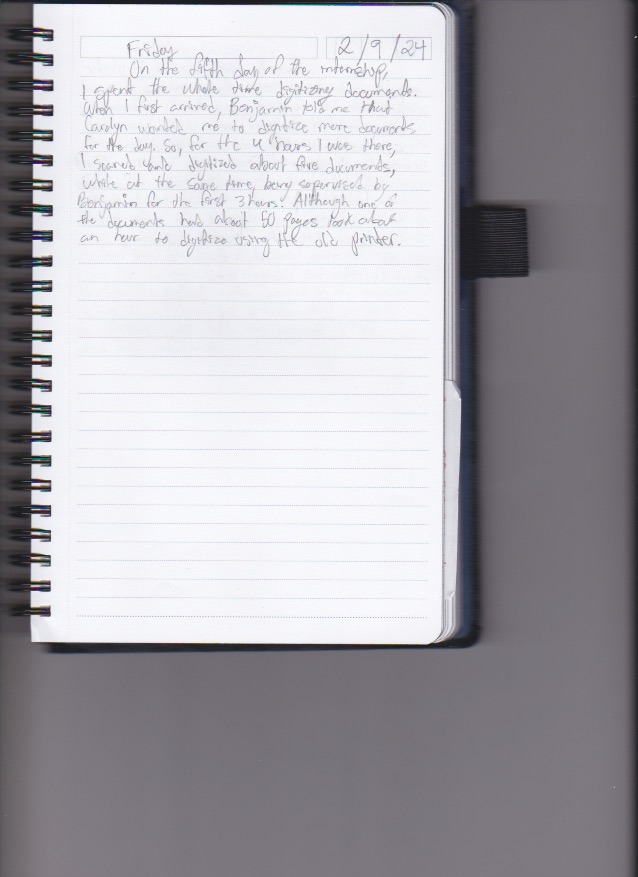 Friday 2/9/24
On the fifth day of the internship,
I spent the whole time digitizing documents.
When I first arrived, Benjamin told me that
Carolyn wanted me to digitize more documents
for the day. So, for the 4 hours I was there,
I scaned and digitized about five documents,
while at the same time, being supervised by
Benjamin for the first 3 hours. Although one of
the documents had about 50 pages took about
an hour to digitize using the old printer.